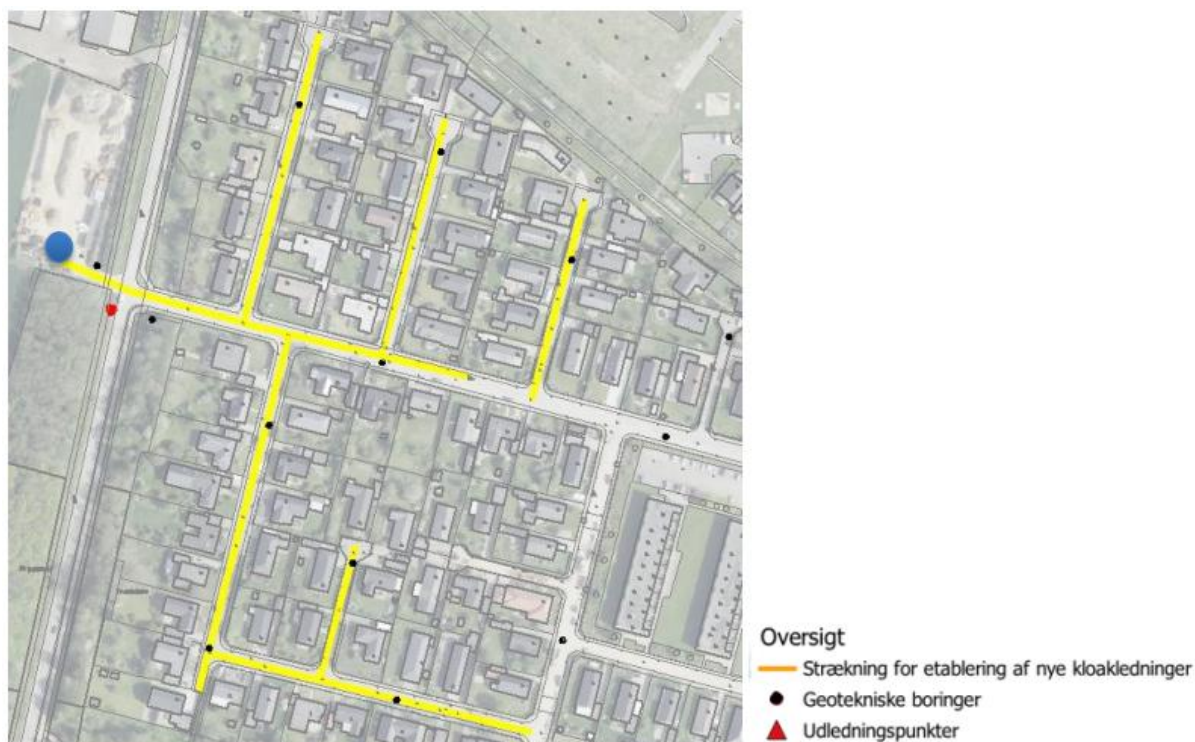 Oversigt
Strækning for etablering af nye kloakledninger
Geotekniske boringer
Udledningspunkter